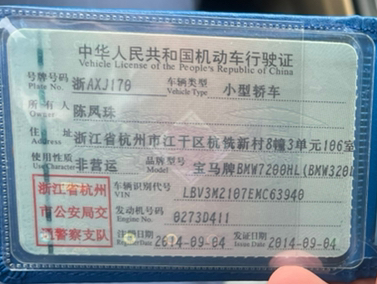 中华人民共和国机动车行驶证
Vehicle License of the People's Republic of China
号牌号码 浙AXJ170 车辆类型 小型轿车
Plate No. Vehicle Type
所有人 陈凤珠
Owner
住址 浙江省杭州市江干区机铣新村8幢3单元106室
Address
使用性质 非营运 品牌型号 宝马牌BMW7200HL(BMW320L
Use Character Model
浙江省杭州 车辆识别代号 LBV3M2107EMC63940
VIN
市公安局交 发动机号码 0273D411
Engine No.
通警察支队 注册日期 2014-09-04 发证日期 2014-09-04
Register Date Issue Date